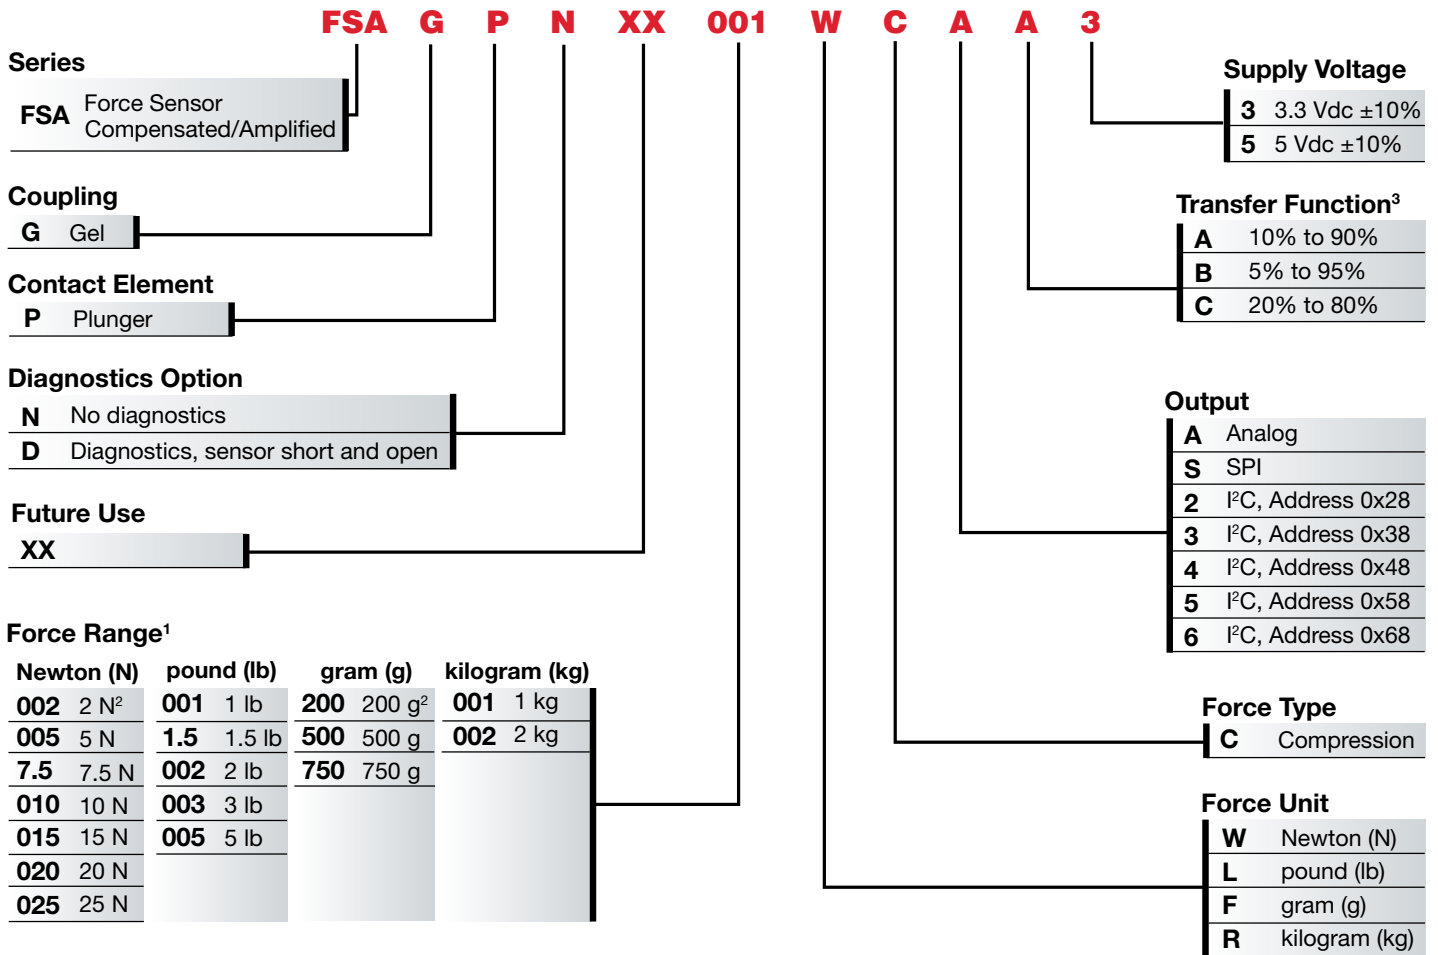 FSA G P N XX 001 W C A A 3
Series
FSA Force Sensor
Compensated/Amplified
Coupling
G Gel
Contact Element
P Plunger
Diagnostics Option
N No diagnostics
D Diagnostics, sensor short and open
Future Use
XX
Force Range¹
Newton (N) pound (lb) gram (g) kilogram (kg)
002 2 N² 001 1 lb 200 200 g² 001 1 kg
005 5 N 1.5 1.5 lb 500 500 g 002 2 kg
7.5 7.5 N 002 2 lb 750 750 g
010 10 N 003 3 lb
015 15 N 005 5 lb
020 20 N
025 25 N
Supply Voltage
3 3.3 Vdc ±10%
5 5 Vdc ±10%
Transfer Function³
A 10% to 90%
B 5% to 95%
C 20% to 80%
Output
A Analog
S SPI
2 I²C, Address 0x28
3 I²C, Address 0x38
4 I²C, Address 0x48
5 I²C, Address 0x58
6 I²C, Address 0x68
Force Type
C Compression
Force Unit
W Newton (N)
L pound (lb)
F gram (g)
R kilogram (kg)